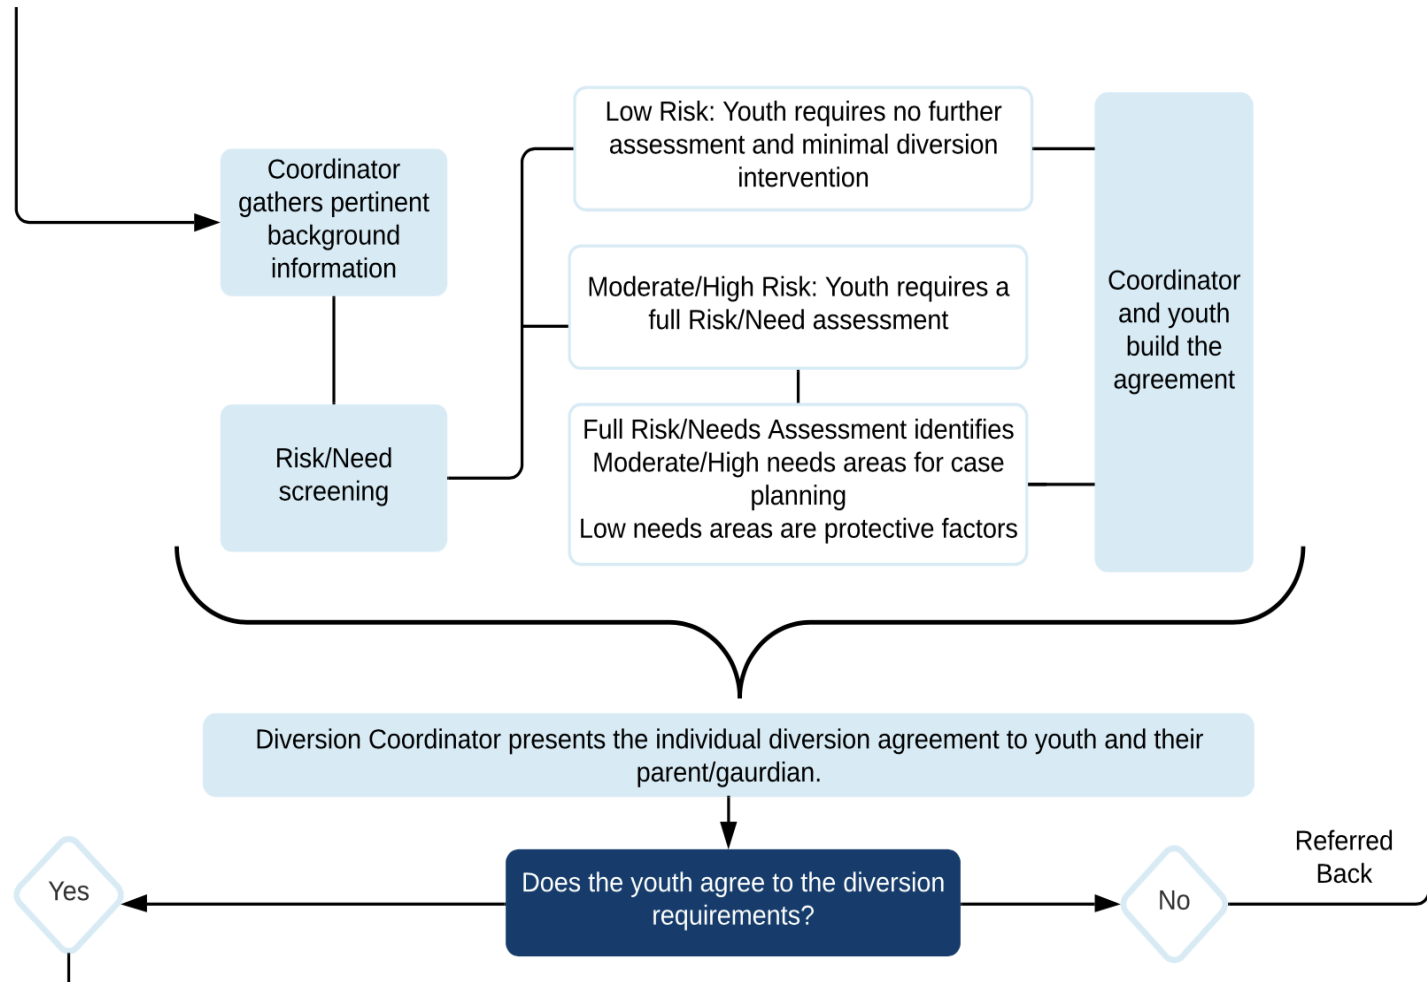 Coordinator
gathers pertinent
background
information
Risk/Need
screening
Low Risk: Youth requires no further
assessment and minimal diversion
intervention
Moderate/High Risk: Youth requires a
full Risk/Need assessment
Full Risk/Needs Assessment identifies
Moderate/High needs areas for case
planning
Low needs areas are protective factors
Coordinator
and youth
build the
agreement
Diversion Coordinator presents the individual diversion agreement to youth and their
parent/gaurdian.
Does the youth agree to the diversion
requirements?
Yes
No
Referred
Back